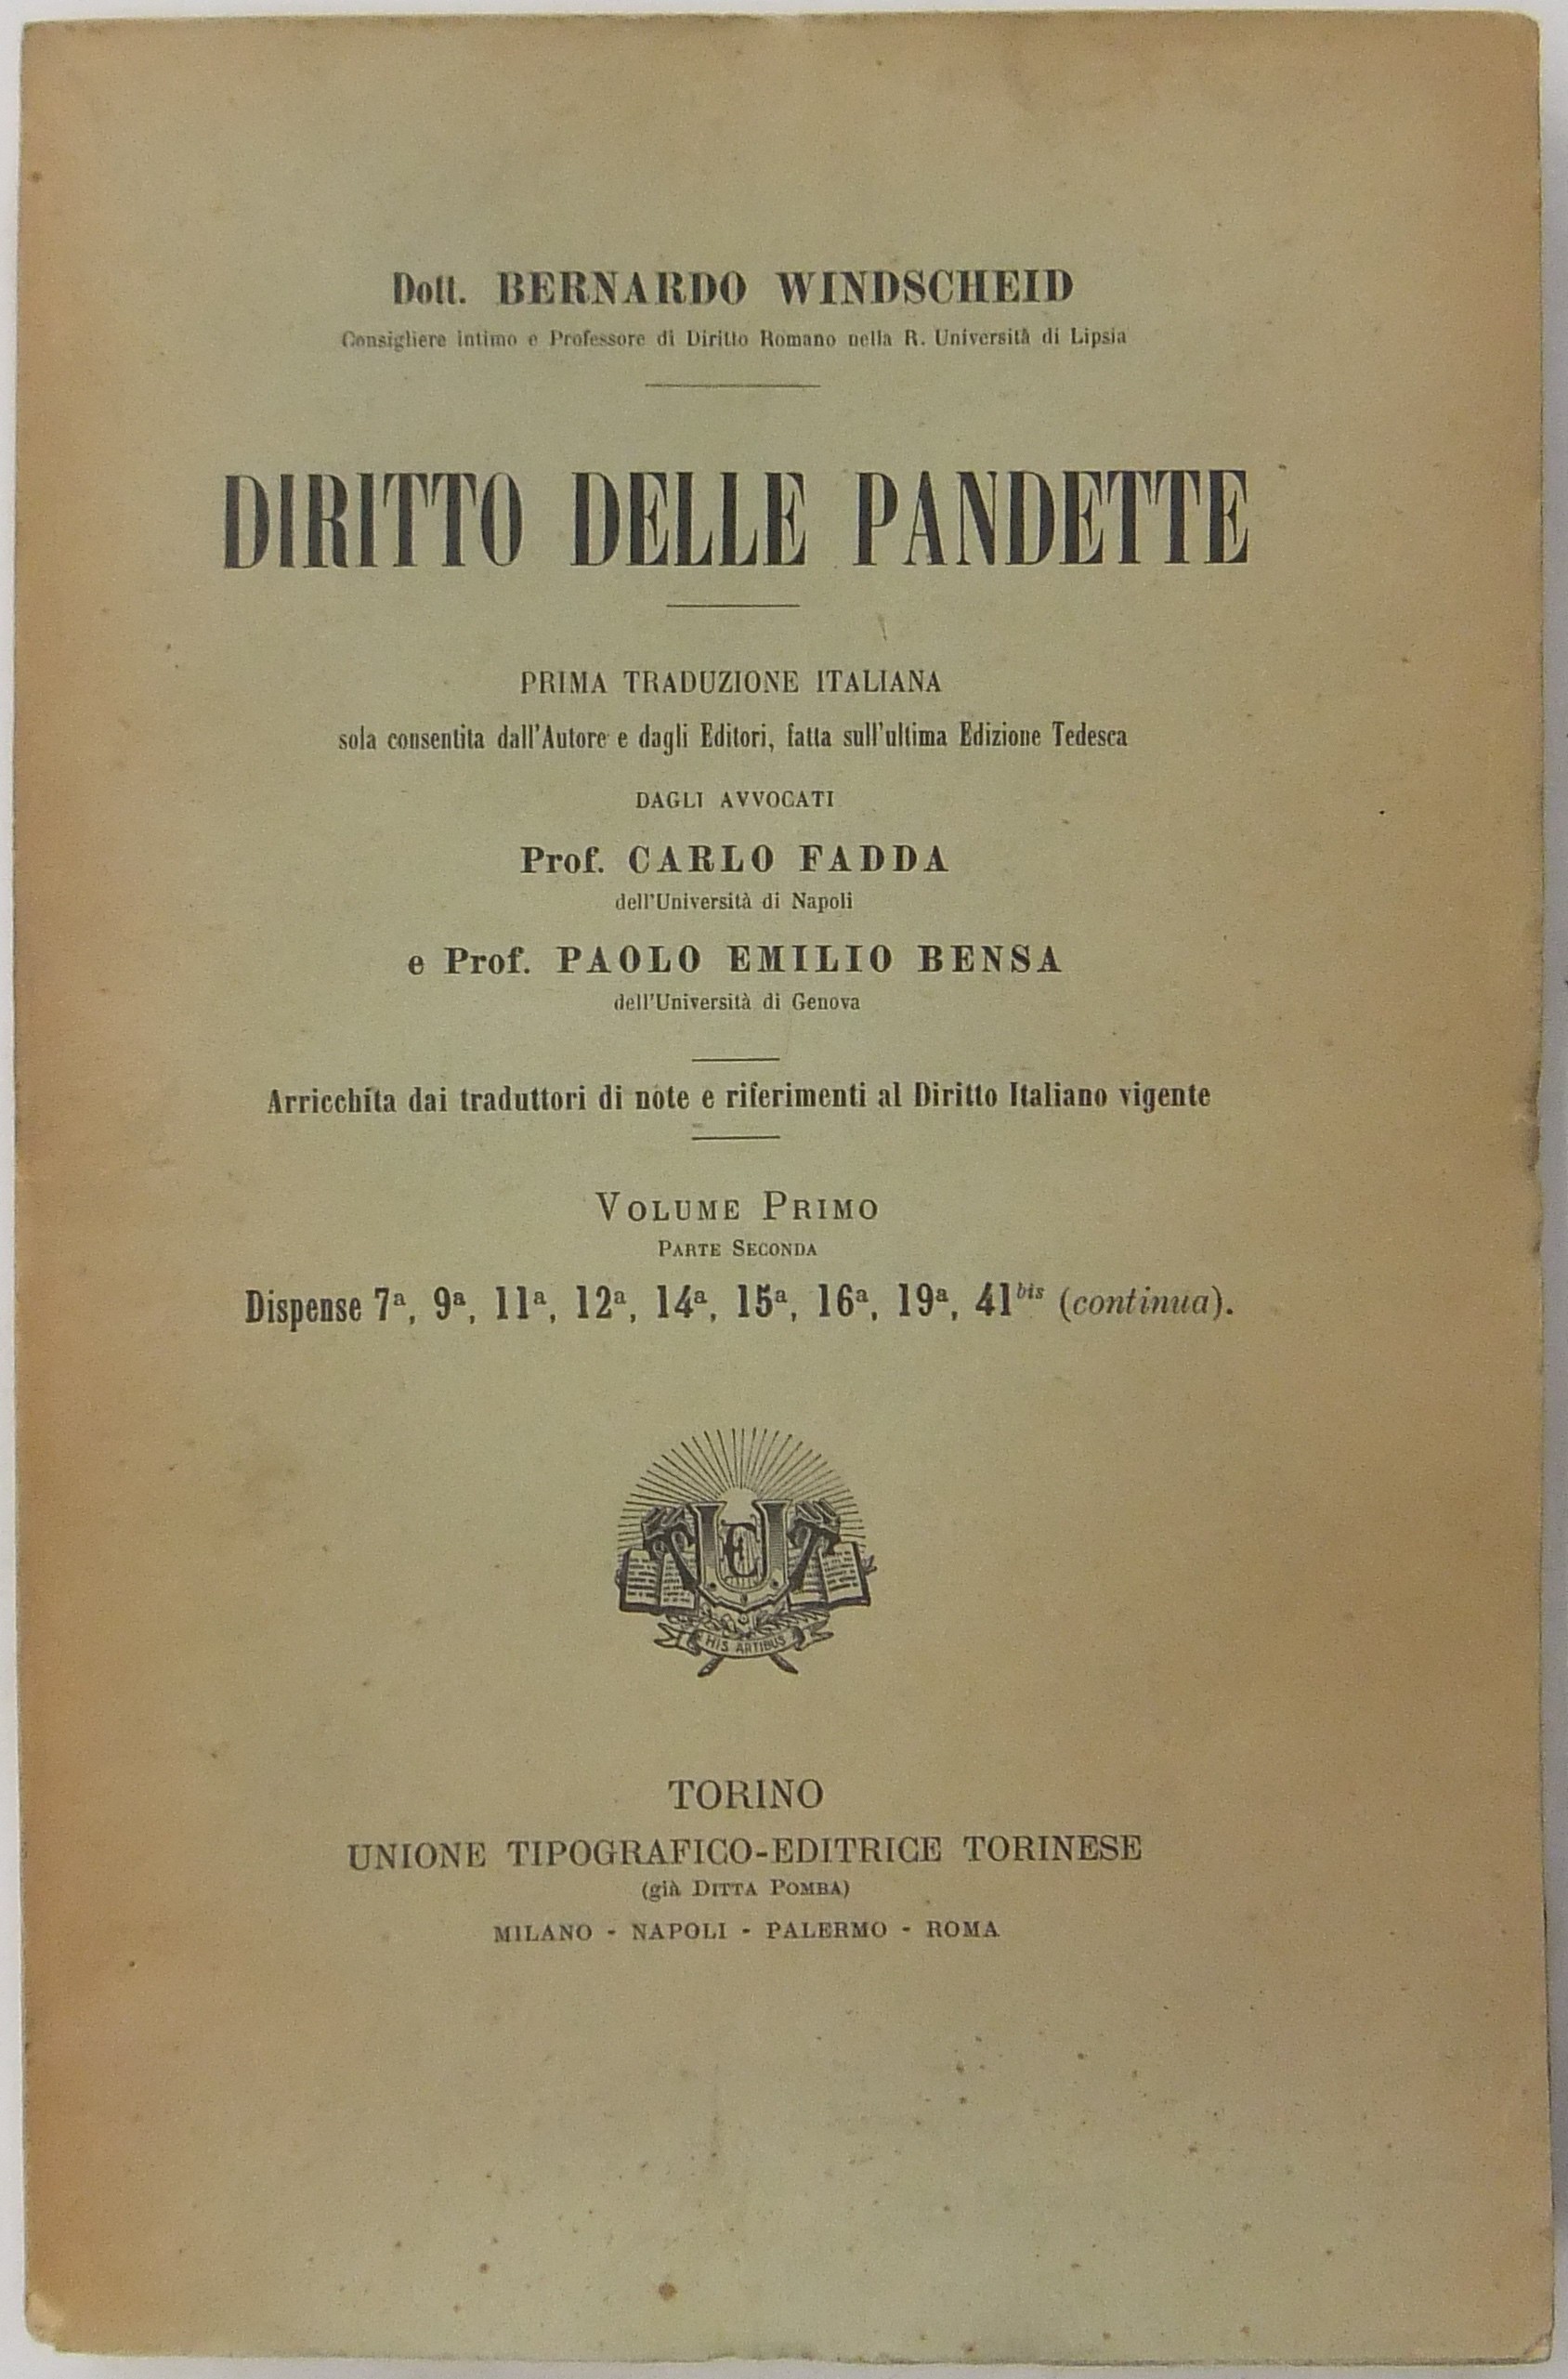 Dott. BERNARDO WINDSCHEID
Consigliere intimo e Professore di Diritto Romano nella R. Università di Lipsia
DIRITTO DELLE PANDETTE
PRIMA TRADUZIONE ITALIANA
sola consentita dall'Autore e dagli Editori, fatta sull'ultima Edizione Tedesca
DAGLI AVVOCATI
Prof. CARLO FADDA
dell'Università di Napoli
e Prof. PAOLO EMILIO BENSA
dell'Università di Genova
Arricchita dai traduttori di note e riferimenti al Diritto Italiano vigente
VOLUME PRIMO
PARTE SECONDA
Dispense 7ª, 9ª, 11ª, 12ª, 14ª, 15ª, 16ª, 19ª, 41bis (continua).
UTE
HIS ARTIBUS
TORINO
UNIONE TIPOGRAFICO-EDITRICE TORINESE
(già DITTA POMBA)
MILANO - NAPOLI - PALERMO - ROMA